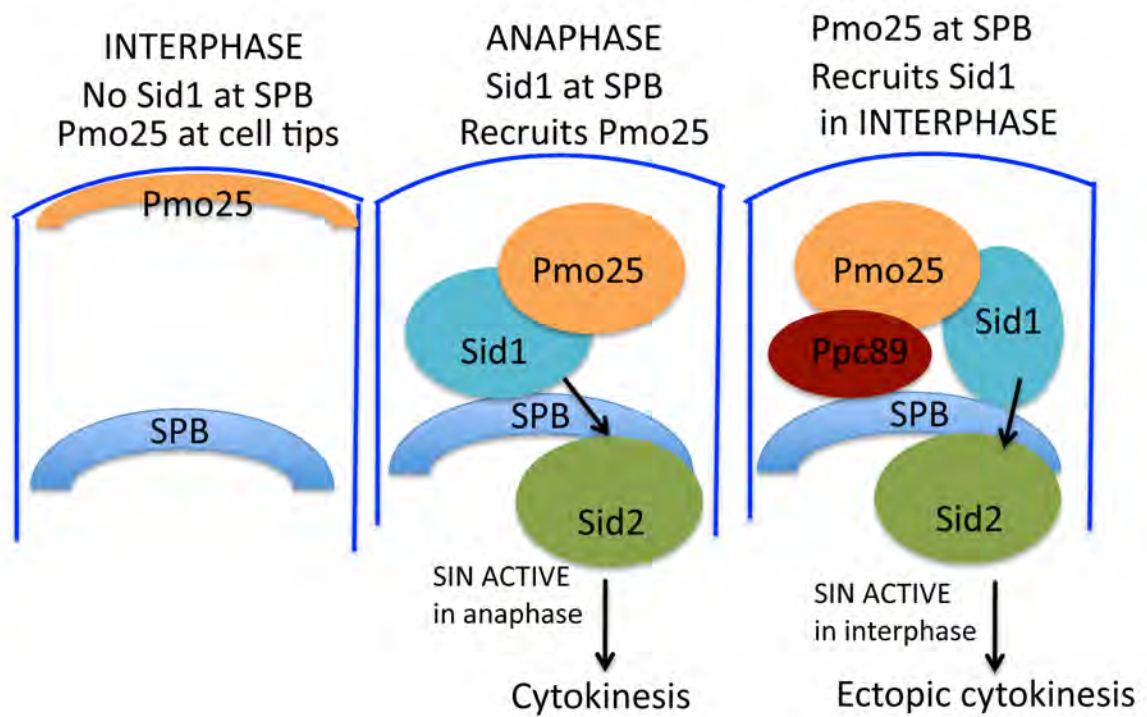 INTERPHASE
No Sid1 at SPB
Pmo25 at cell tips
Pmo25
SPB
ANAPHASE
Sid1 at SPB
Recruits Pmo25
Pmo25
Sid1
SPB
Sid2
SIN ACTIVE
in anaphase
Cytokinesis
Pmo25 at SPB
Recruits Sid1
in INTERPHASE
Pmo25
Sid1
Ppc89
SPB
Sid2
SIN ACTIVE
in interphase
Ectopic cytokinesis